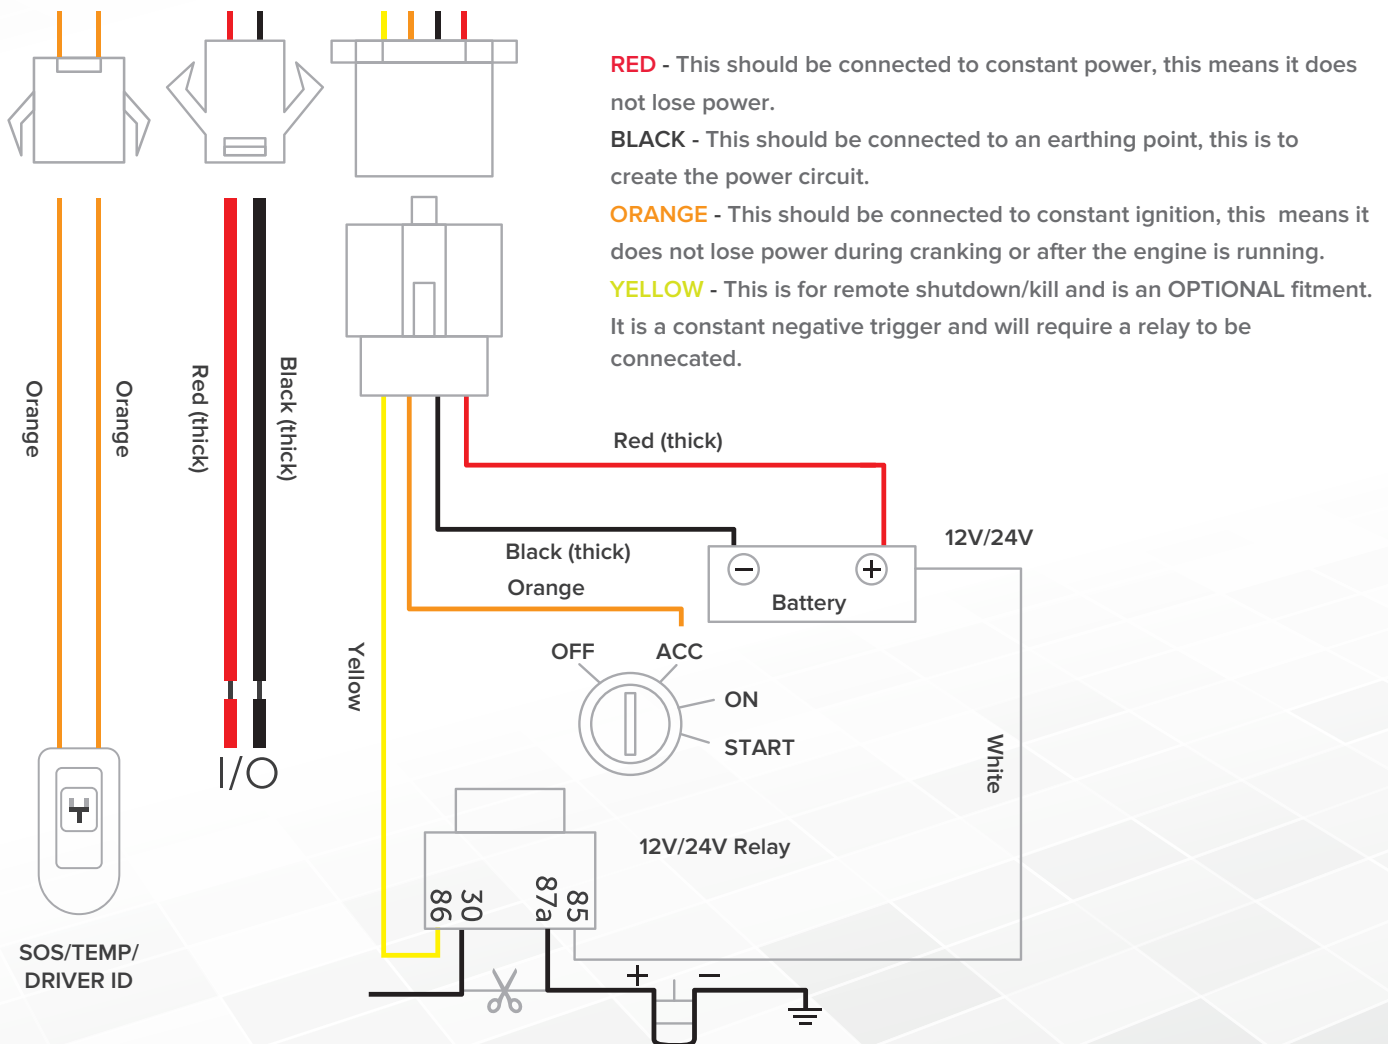 RED - This should be connected to constant power, this means it does
not lose power.
BLACK - This should be connected to an earthing point, this is to
create the power circuit.
ORANGE - This should be connected to constant ignition, this means it
does not lose power during cranking or after the engine is running.
YELLOW - This is for remote shutdown/kill and is an OPTIONAL fitment.
It is a constant negative trigger and will require a relay to be
connecated.
Orange
Orange
Red (thick)
Black (thick)
Red (thick)
Black (thick)
Orange
12V/24V
− +
Battery
Yellow
OFF
ACC
ON
START
White
I/O
12V/24V Relay
86
30
87a
85
SOS/TEMP/
DRIVER ID
+ −